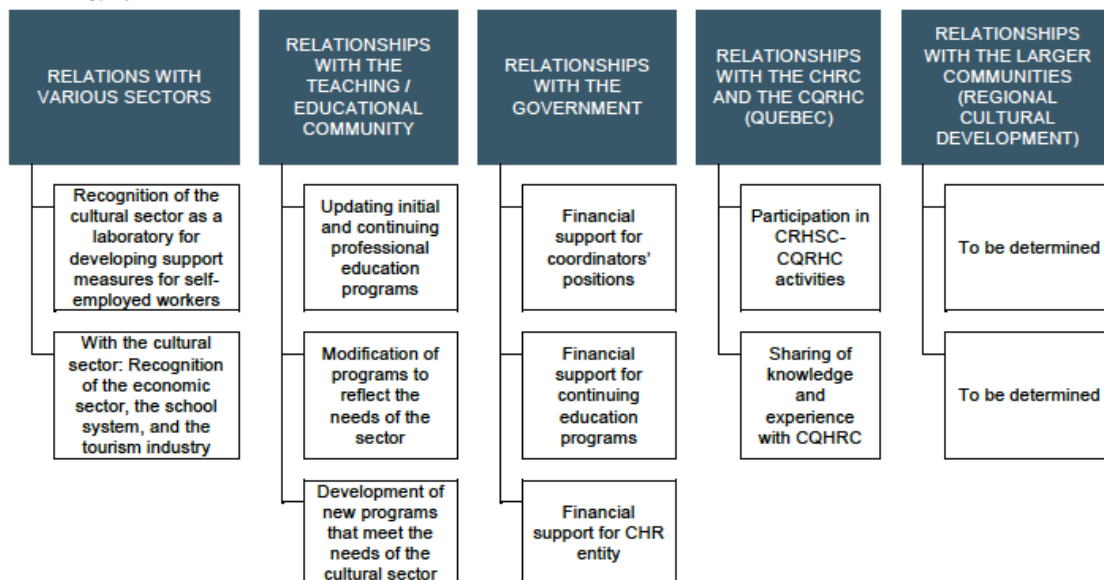 RELATIONS WITH
VARIOUS SECTORS
Recognition of the
cultural sector as a
laboratory for
developing support
measures for self-
employed workers
With the cultural
sector: Recognition
of the economic
sector, the school
system, and the
tourism industry
RELATIONSHIPS
WITH THE
TEACHING /
EDUCATIONAL
COMMUNITY
Updating initial
and continuing
professional
education
programs
Modification of
programs to
reflect the
needs of the
sector
Development of
new programs
that meet the
needs of the
cultural sector
RELATIONSHIPS
WITH THE
GOVERNMENT
Financial
support for
coordinators'
positions
Financial
support for
continuing
education
programs
Financial
support for CHR
entity
RELATIONSHIPS
WITH THE CHRC
AND THE CQRHC
(QUEBEC)
Participation in
CRHSC-
CQRHC
activities
Sharing of
knowledge
and
experience
with CQHRC
RELATIONSHIPS
WITH THE LARGER
COMMUNITIES
(REGIONAL
CULTURAL
DEVELOPMENT)
To be determined
To be determined